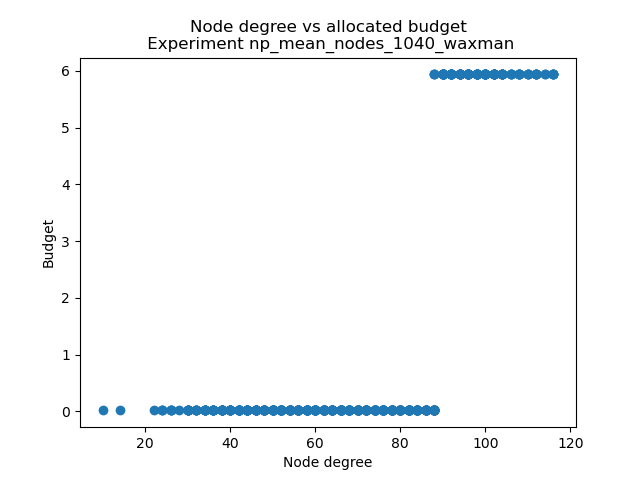 Node degree vs allocated budget
Experiment np_mean_nodes_1040_waxman
6
5
4
3
2
1
0
Budget
20 40 60 80 100 120
Node degree